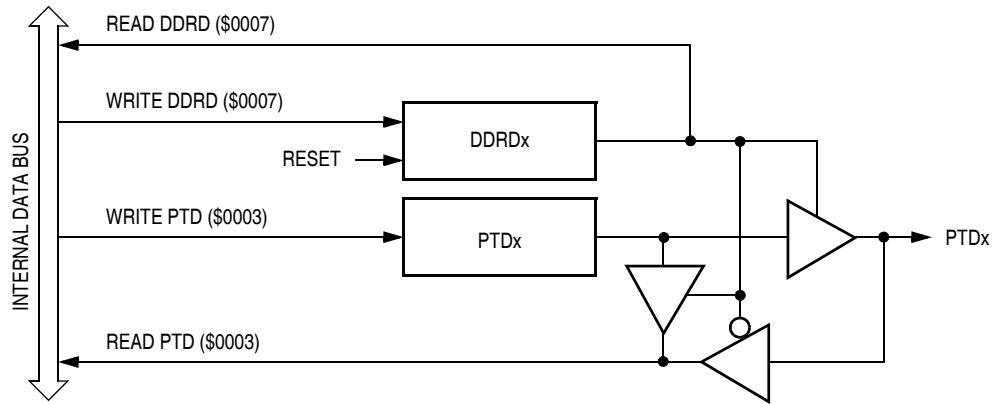 READ DDRD ($0007)
WRITE DDRD ($0007)
DDRDx
RESET
WRITE PTD ($0003)
PTDx
PTDx
READ PTD ($0003)
INTERNAL DATA BUS